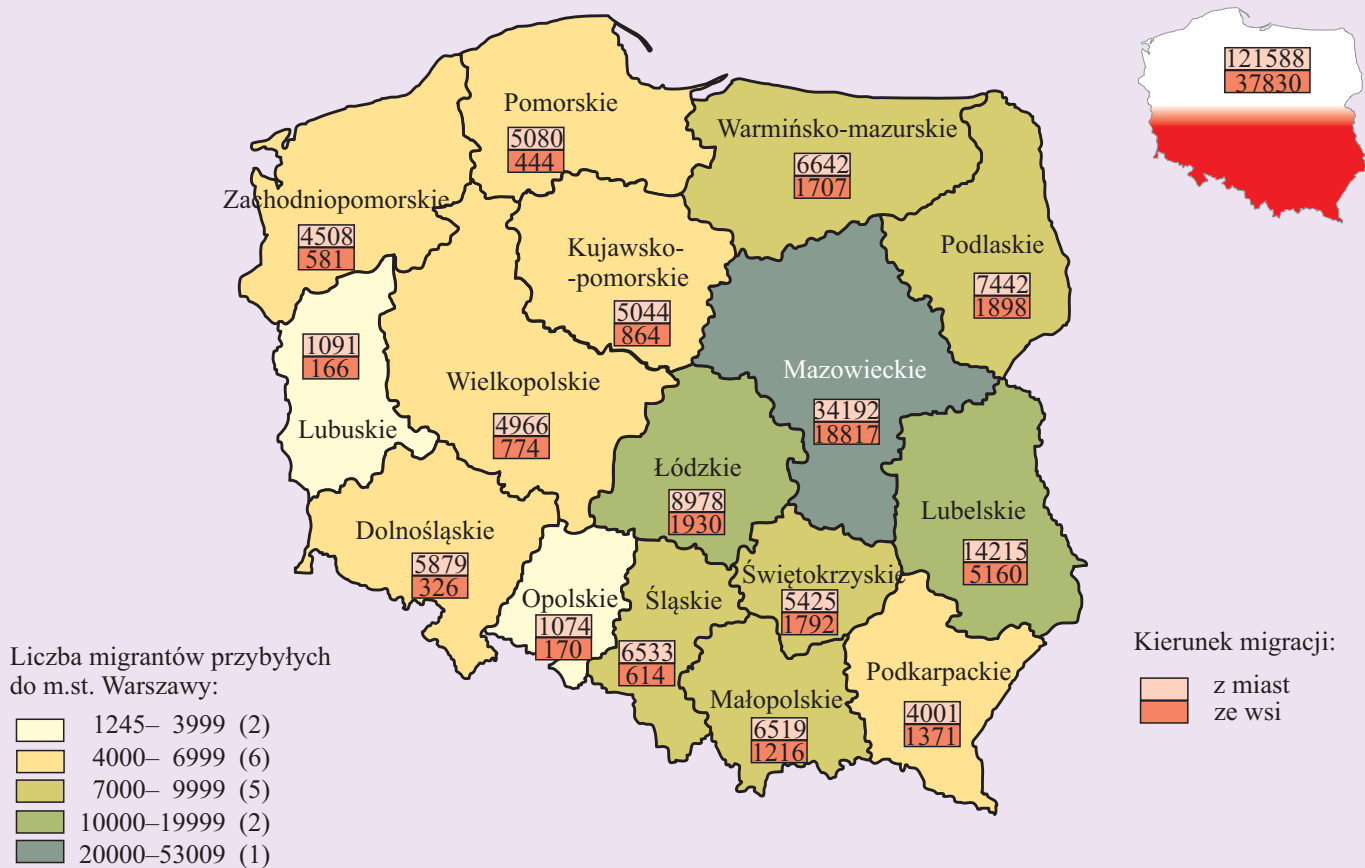 121588
37830
Pomorskie
5080
444
Warmińsko-mazurskie
6642
1707
Zachodniopomorskie
4508
581
Kujawsko-
-pomorskie
5044
864
Podlaskie
7442
1898
1091
166
Lubuskie
Wielkopolskie
4966
774
Mazowieckie
34192
18817
Łódzkie
8978
1930
Lubelskie
14215
5160
Dolnośląskie
5879
326
Opolskie
1074
170
Śląskie
6533
614
Świętokrzyskie
5425
1792
Małopolskie
6519
1216
Podkarpackie
4001
1371
Liczba migrantów przybyłych
do m.st. Warszawy:
1245– 3999 (2)
4000– 6999 (6)
7000– 9999 (5)
10000–19999 (2)
20000–53009 (1)
Kierunek migracji:
z miast
ze wsi